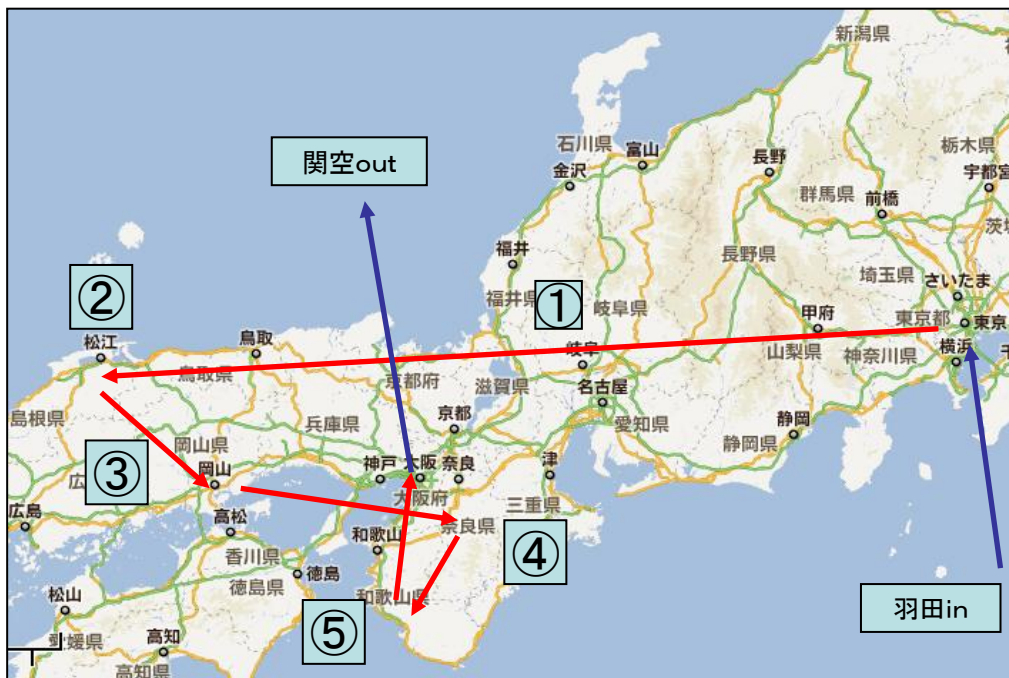 新潟県
石川県
富山
長野
栃木県
金沢
宇都宮
群馬県
前橋
関空out
福井
長野県
埼玉県
さいたま
②
福井県
①
岐阜県
甲府
東京都
東京
松江
鳥取
岐阜
山梨県
神奈川県
横浜
鳥取県
京都府
滋賀県
名古屋
島根県
兵庫県
京都
愛知県
静岡
静岡県
岡山県
③
岡山
神戸
大阪
奈良
津
大阪府
三重県
広島
高松
和歌山
奈良県
④
香川県
徳島
徳島県
和歌山県
松山
⑤
羽田in
愛媛県
高知
高知県